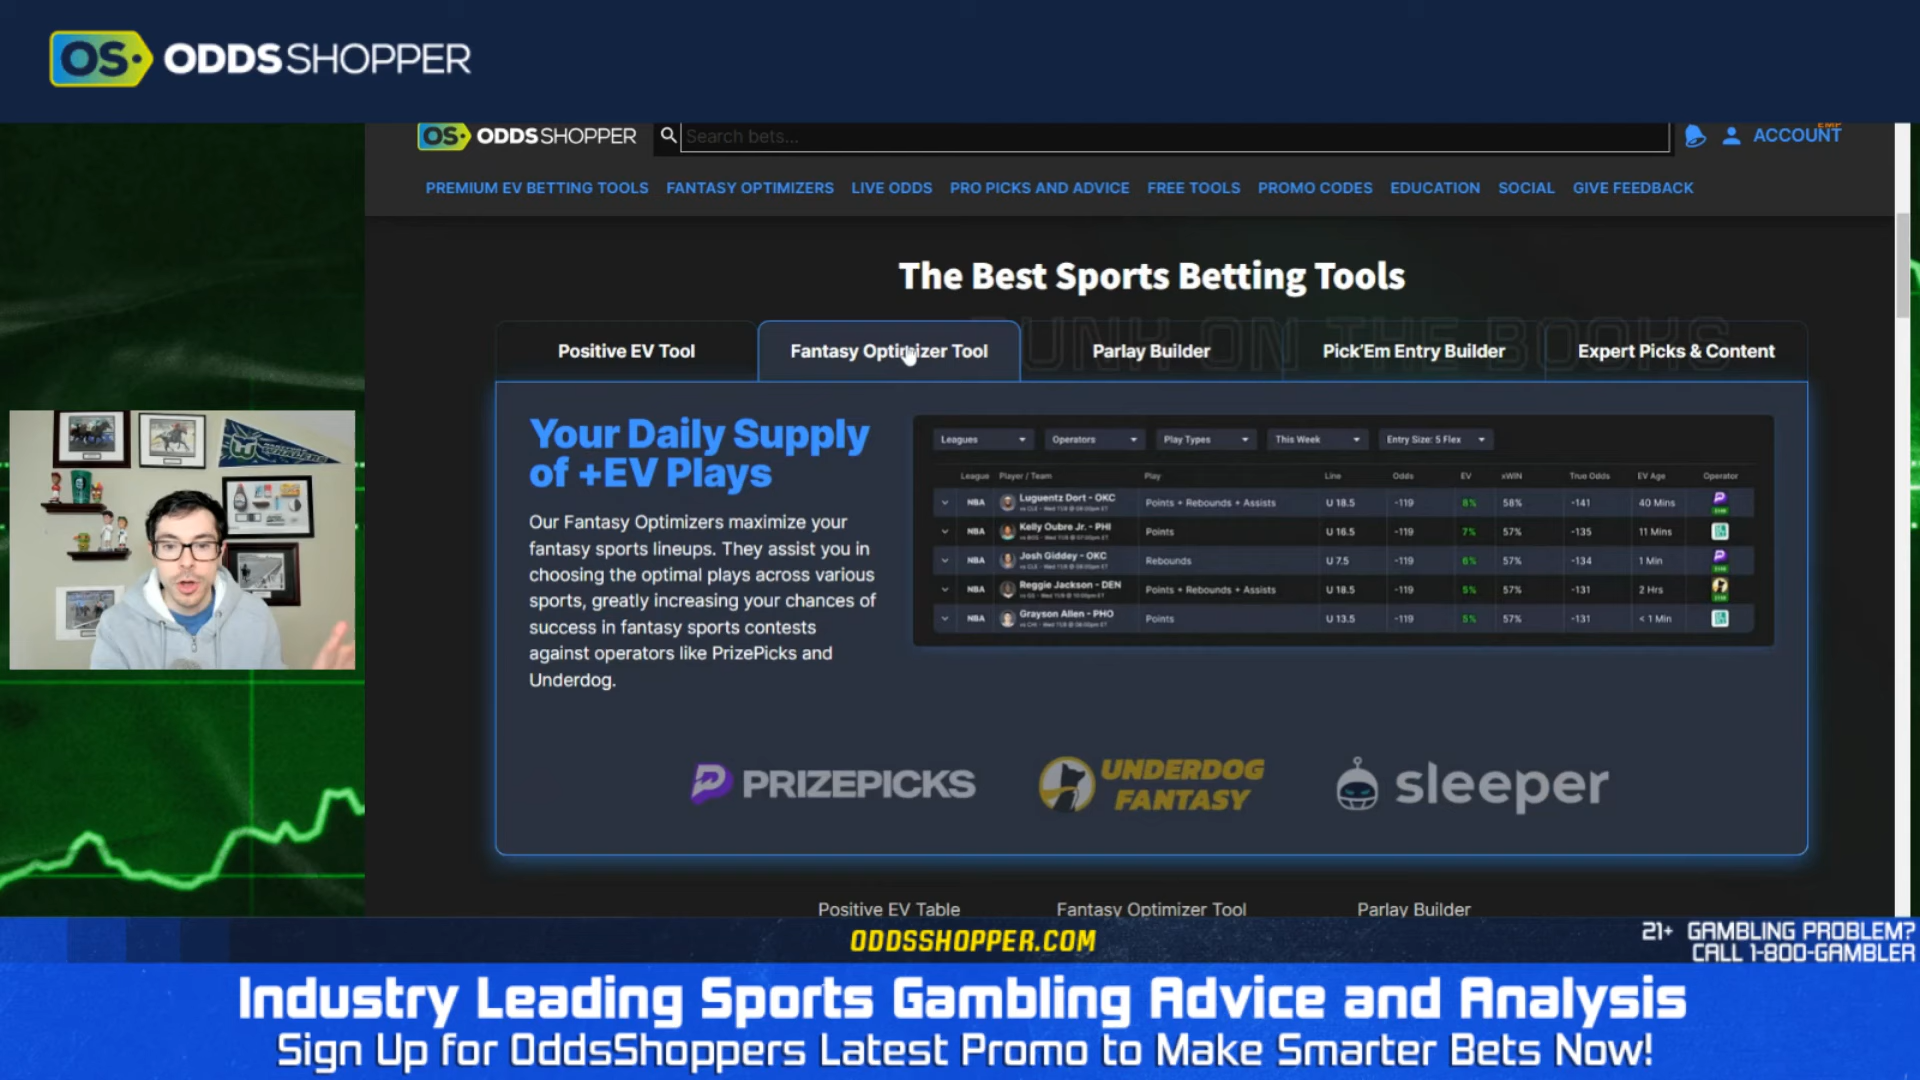 OS. ODDSSHOPPER
OS. ODDSSHOPPER Search bets... EMP ACCOUNT
PREMIUM EV BETTING TOOLS FANTASY OPTIMIZERS LIVE ODDS PRO PICKS AND ADVICE FREE TOOLS PROMO CODES EDUCATION SOCIAL GIVE FEEDBACK
The Best Sports Betting Tools
UNK ON THE BOOKS
Positive EV Tool Fantasy Optimizer Tool Parlay Builder Pick'Em Entry Builder Expert Picks & Content
Your Daily Supply
of +EV Plays
Our Fantasy Optimizers maximize your
fantasy sports lineups. They assist you in
choosing the optimal plays across various
sports, greatly increasing your chances of
success in fantasy sports contests
against operators like PrizePicks and
Underdog.
Leagues Operators Play Types This Week Entry Size: 5 Flex
League Player / Team Play Line Odds EV xWIN True Odds EV Age Operator
NBA Luguentz Dort - OKC Points + Rebounds + Assists U 18.5 -119 8% 58% -141 40 Mins
NBA Kelly Oubre Jr. - PHI Points U 16.5 -119 7% 57% -135 11 Mins
NBA Josh Giddey - OKC Rebounds U 7.5 -119 6% 57% -134 1 Min
NBA Reggie Jackson - DEN Points + Rebounds + Assists U 18.5 -119 5% 57% -131 2 Hrs
NBA Grayson Allen - PHO Points U 13.5 -119 5% 57% -131 < 1 Min
PRIZEPICKS
UNDERDOG
FANTASY
sleeper
Positive EV Table Fantasy Optimizer Tool Parlay Builder
ODDSSHOPPER.COM
21+ GAMBLING PROBLEM?
CALL 1-800-GAMBLER
Industry Leading Sports Gambling Advice and Analysis
Sign Up for OddsShoppers Latest Promo to Make Smarter Bets Now!